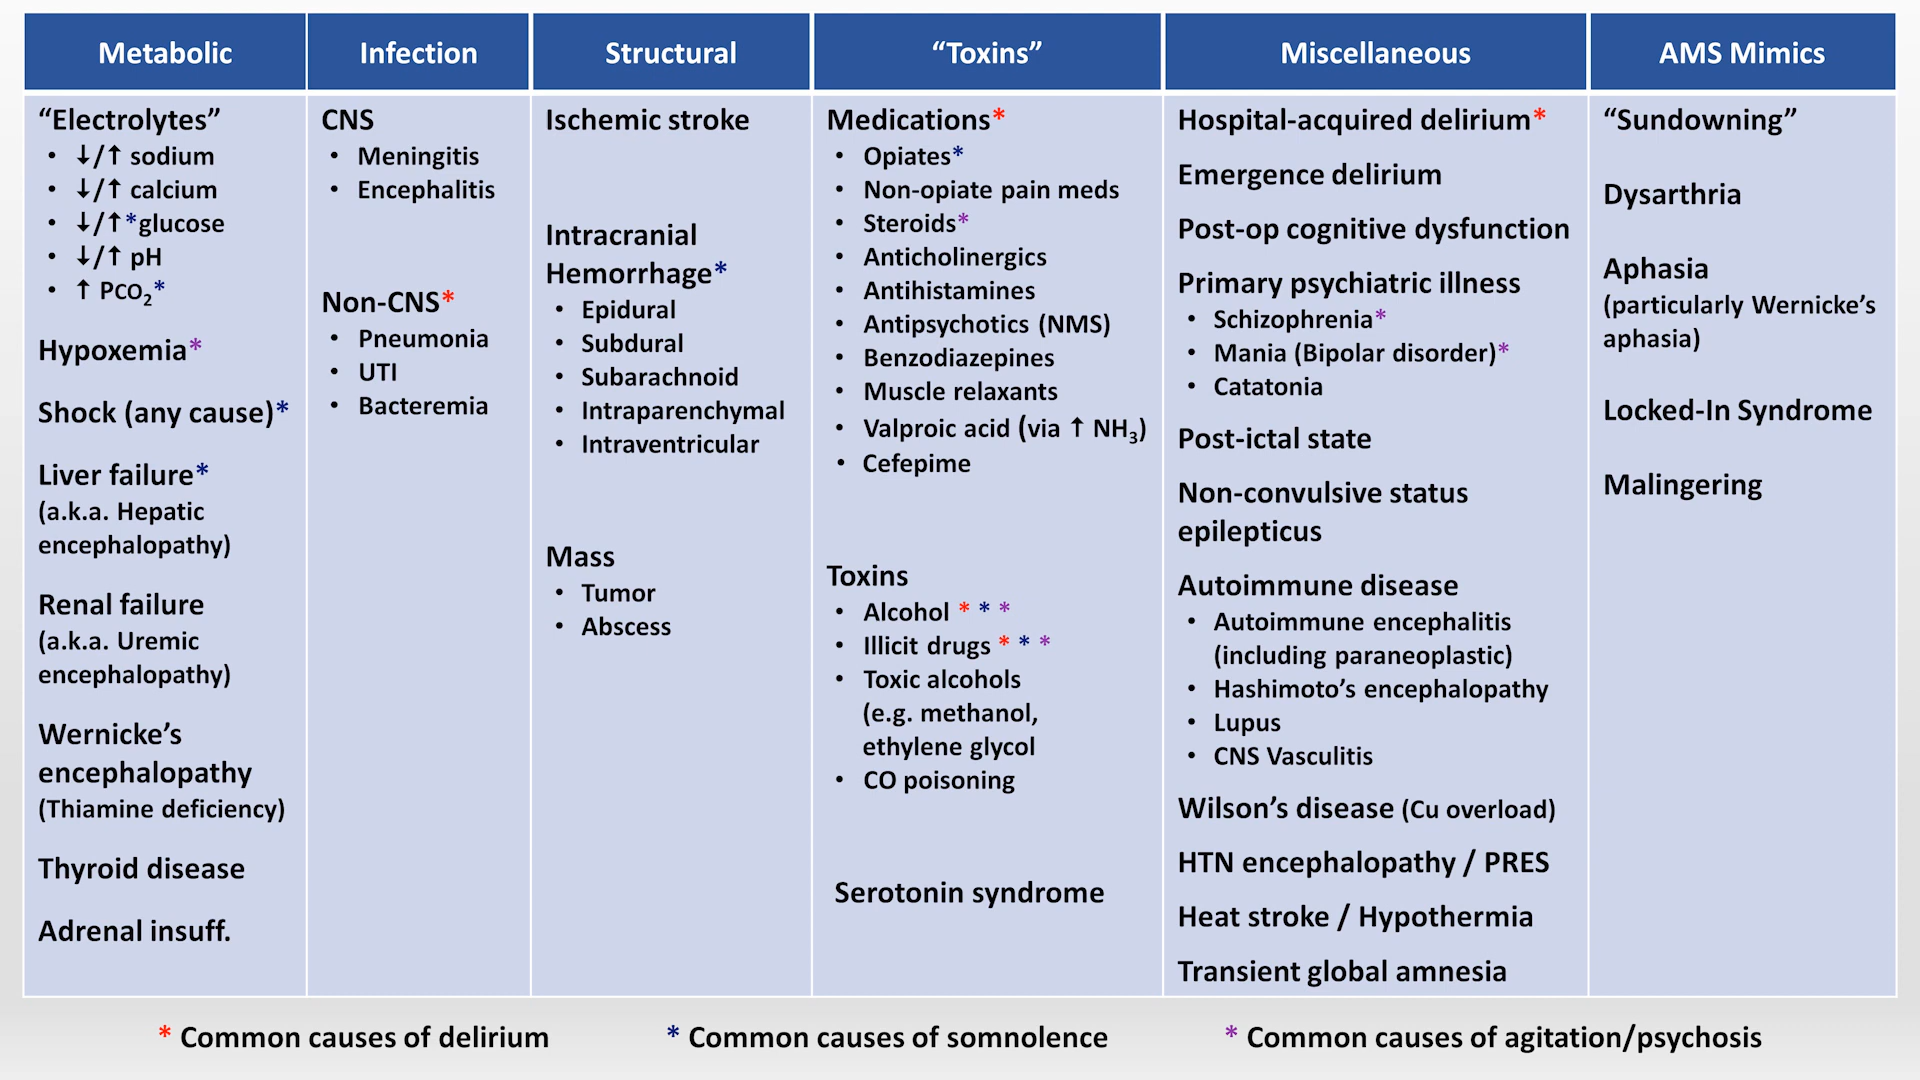 Metabolic
Infection
Structural
“Toxins”
Miscellaneous
AMS Mimics
“Electrolytes”
• ↓/↑ sodium
• ↓/↑ calcium
• ↓/↑*glucose
• ↓/↑ pH
• ↑ PCO₂*
Hypoxemia*
Shock (any cause)*
Liver failure*
(a.k.a. Hepatic
encephalopathy)
Renal failure
(a.k.a. Uremic
encephalopathy)
Wernicke’s
encephalopathy
(Thiamine deficiency)
Thyroid disease
Adrenal insuff.
CNS
• Meningitis
• Encephalitis
Non-CNS*
• Pneumonia
• UTI
• Bacteremia
Ischemic stroke
Intracranial
Hemorrhage*
• Epidural
• Subdural
• Subarachnoid
• Intraparenchymal
• Intraventricular
Mass
• Tumor
• Abscess
Medications*
• Opiates*
• Non-opiate pain meds
• Steroids*
• Anticholinergics
• Antihistamines
• Antipsychotics (NMS)
• Benzodiazepines
• Muscle relaxants
• Valproic acid (via ↑ NH₃)
• Cefepime
Toxins
• Alcohol * * *
• Illicit drugs * * *
• Toxic alcohols
(e.g. methanol,
ethylene glycol
• CO poisoning
Serotonin syndrome
Hospital-acquired delirium*
Emergence delirium
Post-op cognitive dysfunction
Primary psychiatric illness
• Schizophrenia*
• Mania (Bipolar disorder)*
• Catatonia
Post-ictal state
Non-convulsive status
epilepticus
Autoimmune disease
• Autoimmune encephalitis
(including paraneoplastic)
• Hashimoto’s encephalopathy
• Lupus
• CNS Vasculitis
Wilson’s disease (Cu overload)
HTN encephalopathy / PRES
Heat stroke / Hypothermia
Transient global amnesia
“Sundowning”
Dysarthria
Aphasia
(particularly Wernicke’s
aphasia)
Locked-In Syndrome
Malingering
* Common causes of delirium
* Common causes of somnolence
* Common causes of agitation/psychosis